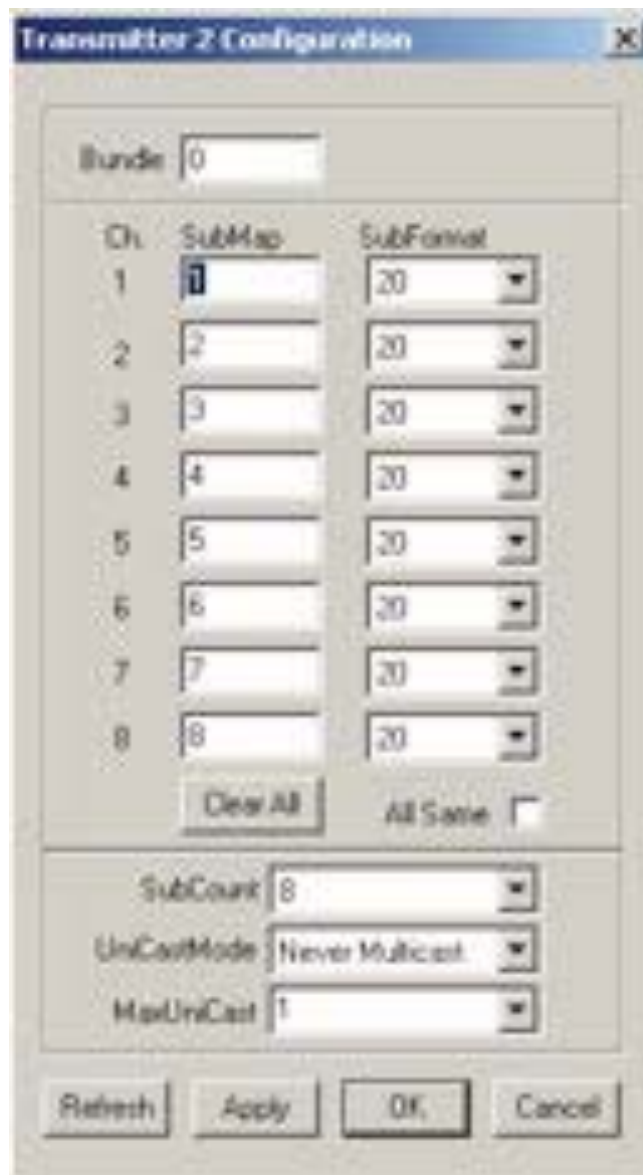 Transmitter 2 Configuration
Bundle 0
Ch. SubMap SubFormat
1 1 20
2 2 20
3 3 20
4 4 20
5 5 20
6 6 20
7 7 20
8 8 20
Clear All All Same
SubCount 8
UniCastMode Never Multicast
MaxUniCast 1
Refresh Apply OK Cancel